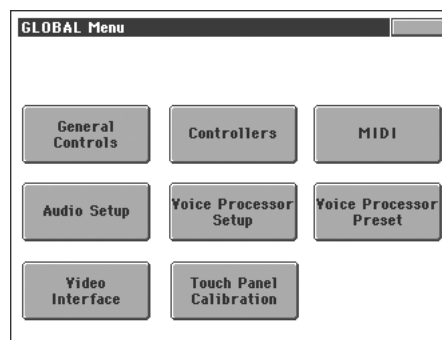 GLOBAL Menu
General
Controls
Controllers
MIDI
Audio Setup
Voice Processor
Setup
Voice Processor
Preset
Video
Interface
Touch Panel
Calibration